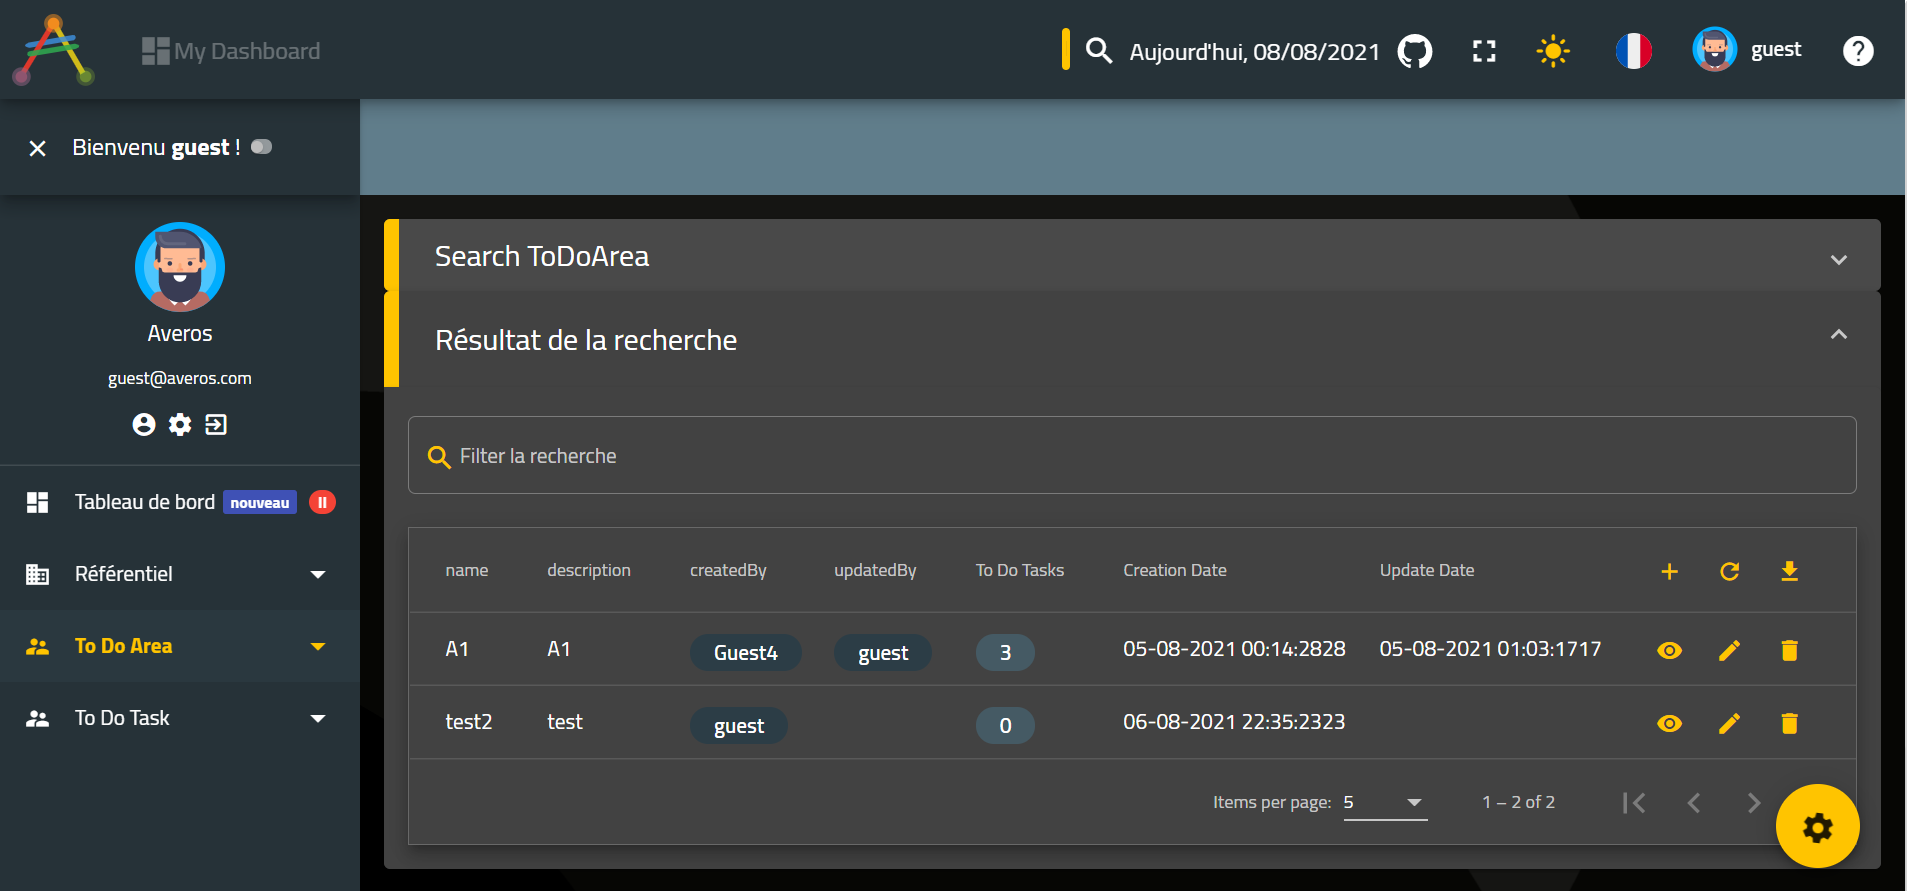 My Dashboard
Aujourd'hui, 08/08/2021
guest
Bienvenu guest !
Averos
guest@averos.com
Tableau de bord nouveau
Référentiel
To Do Area
To Do Task
Search ToDoArea
Résultat de la recherche
Filter la recherche
name description createdBy updatedBy To Do Tasks Creation Date Update Date
A1 A1 Guest4 guest 3 05-08-2021 00:14:2828 05-08-2021 01:03:1717
test2 test guest 0 06-08-2021 22:35:2323
Items per page: 5 1 – 2 of 2